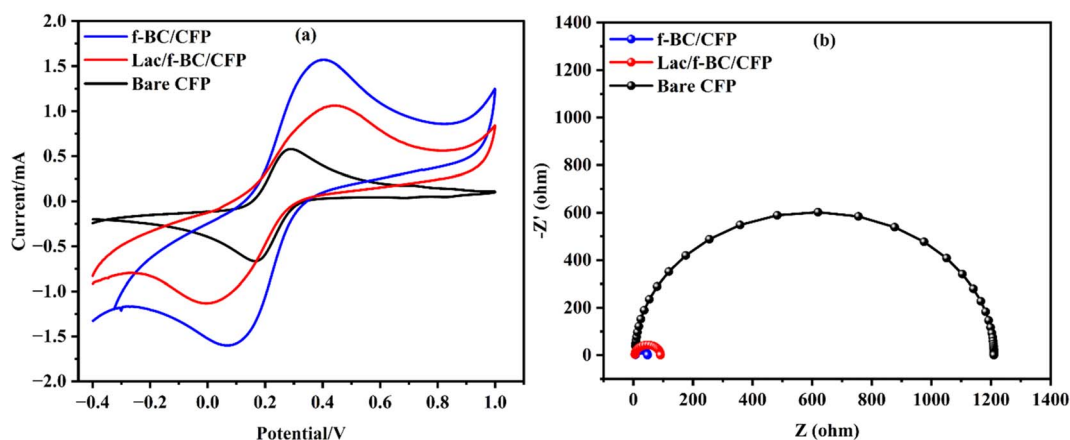 (a)
f-BC/CFP
Lac/f-BC/CFP
Bare CFP
Current/mA
2.0
1.5
1.0
0.5
0.0
−0.5
−1.0
−1.5
−2.0
−0.4
−0.2
0.0
0.2
0.4
0.6
0.8
1.0
Potential/V
(b)
f-BC/CFP
Lac/f-BC/CFP
Bare CFP
-Z' (ohm)
1400
1200
1000
800
600
400
200
0
0
200
400
600
800
1000
1200
1400
Z (ohm)